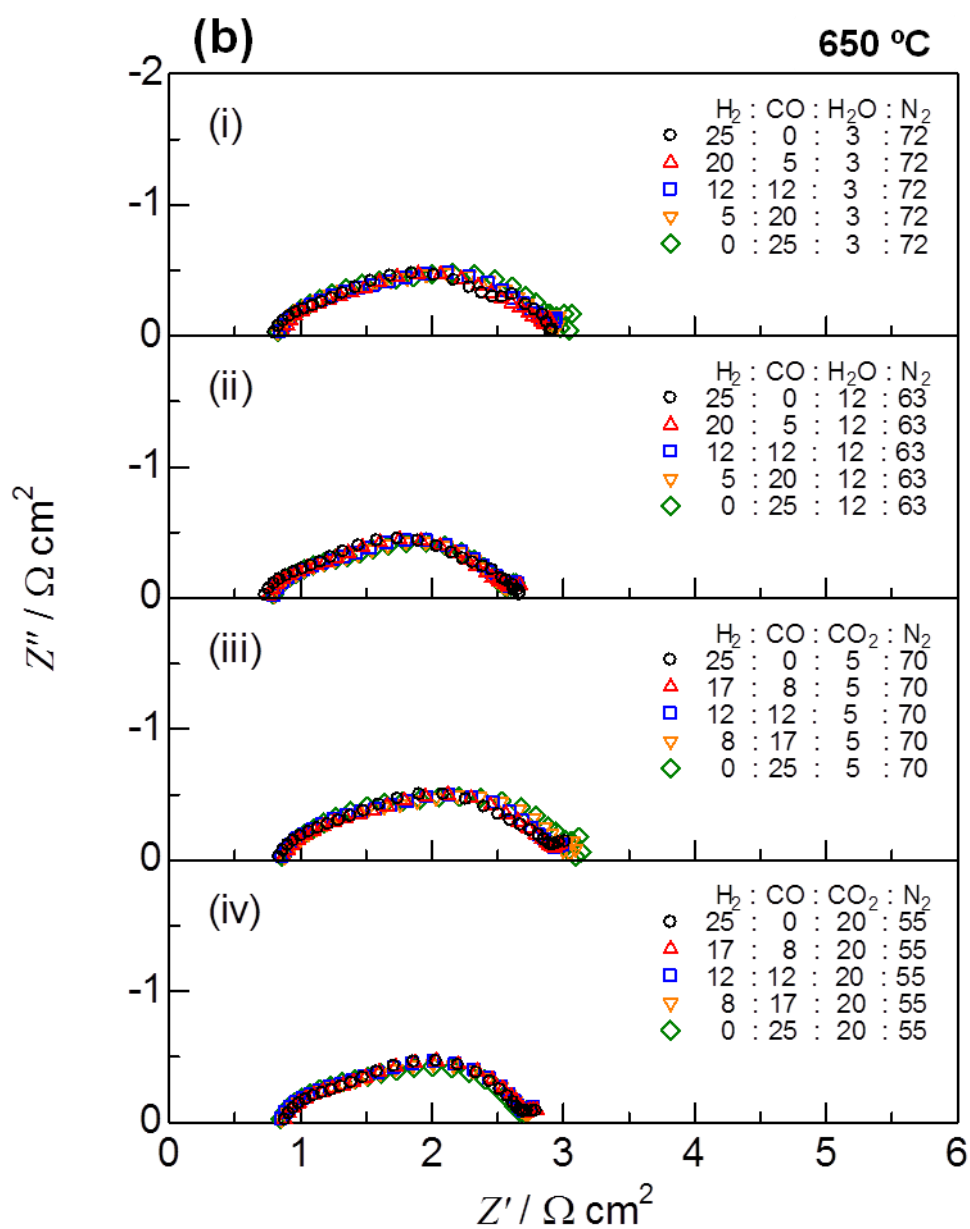 (b) 650 ºC
-2
(i)
H₂ : CO : H₂O : N₂
25 : 0 : 3 : 72
20 : 5 : 3 : 72
12 : 12 : 3 : 72
5 : 20 : 3 : 72
0 : 25 : 3 : 72
-1
0
(ii)
H₂ : CO : H₂O : N₂
25 : 0 : 12 : 63
20 : 5 : 12 : 63
12 : 12 : 12 : 63
5 : 20 : 12 : 63
0 : 25 : 12 : 63
-1
0
(iii)
H₂ : CO : CO₂ : N₂
25 : 0 : 5 : 70
17 : 8 : 5 : 70
12 : 12 : 5 : 70
8 : 17 : 5 : 70
0 : 25 : 5 : 70
-1
0
(iv)
H₂ : CO : CO₂ : N₂
25 : 0 : 20 : 55
17 : 8 : 20 : 55
12 : 12 : 20 : 55
8 : 17 : 20 : 55
0 : 25 : 20 : 55
-1
0
Z″ / Ω cm²
0 1 2 3 4 5 6
Z′ / Ω cm²